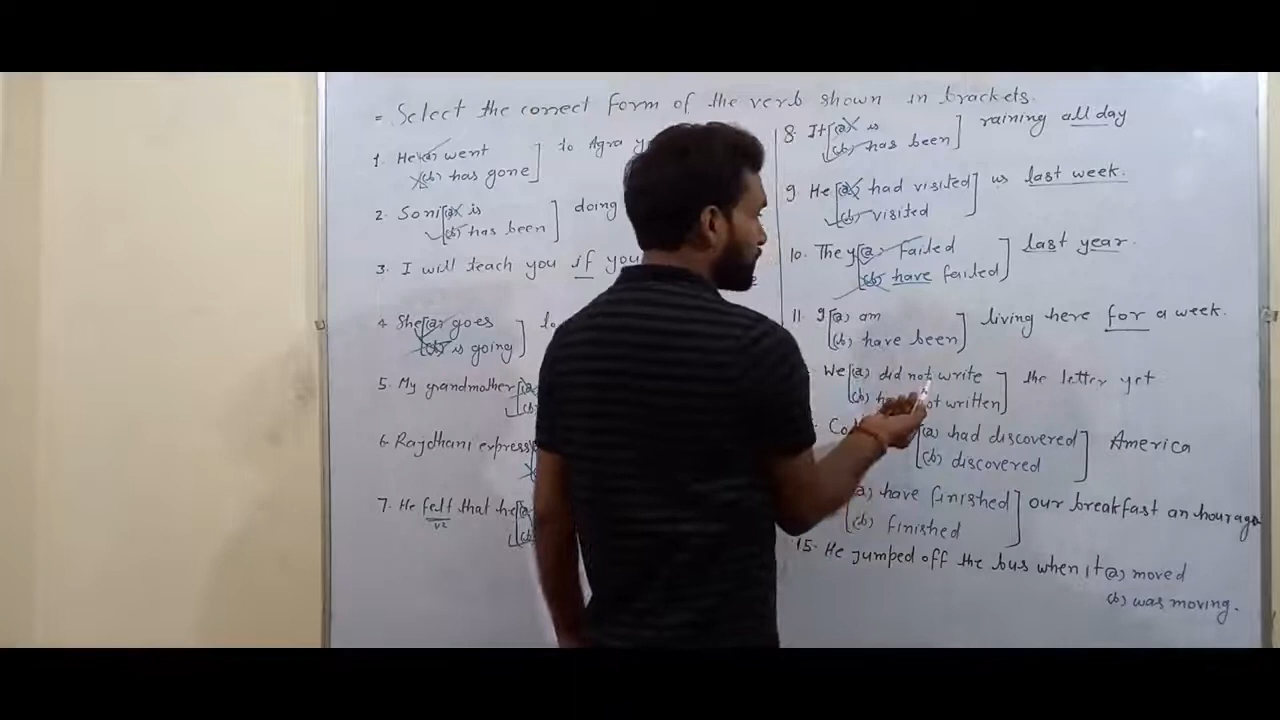 = Select the correct form of the verb shown in brackets.
1. He (a) went
(b) has gone
to Agra
2. Soni (a) is
(b) has been
doing
3. I will teach you if you
4. She (a) goes
(b) is going
5. My grandmother
6. Rajdhani express
7. He felt that he
V2
8. It (a) is
(b) has been
raining all day
9. He (a) had visited
(b) visited
us last week.
10. They (a) failed
(b) have failed
last year.
11. I (a) am
(b) have been
living here for a week.
We (a) did not write
(b) not written
the letter yet
(a) had discovered
(b) discovered
America
(a) have finished
(b) finished
our breakfast an hour ago
15. He jumped off the bus when it (a) moved
(b) was moving.